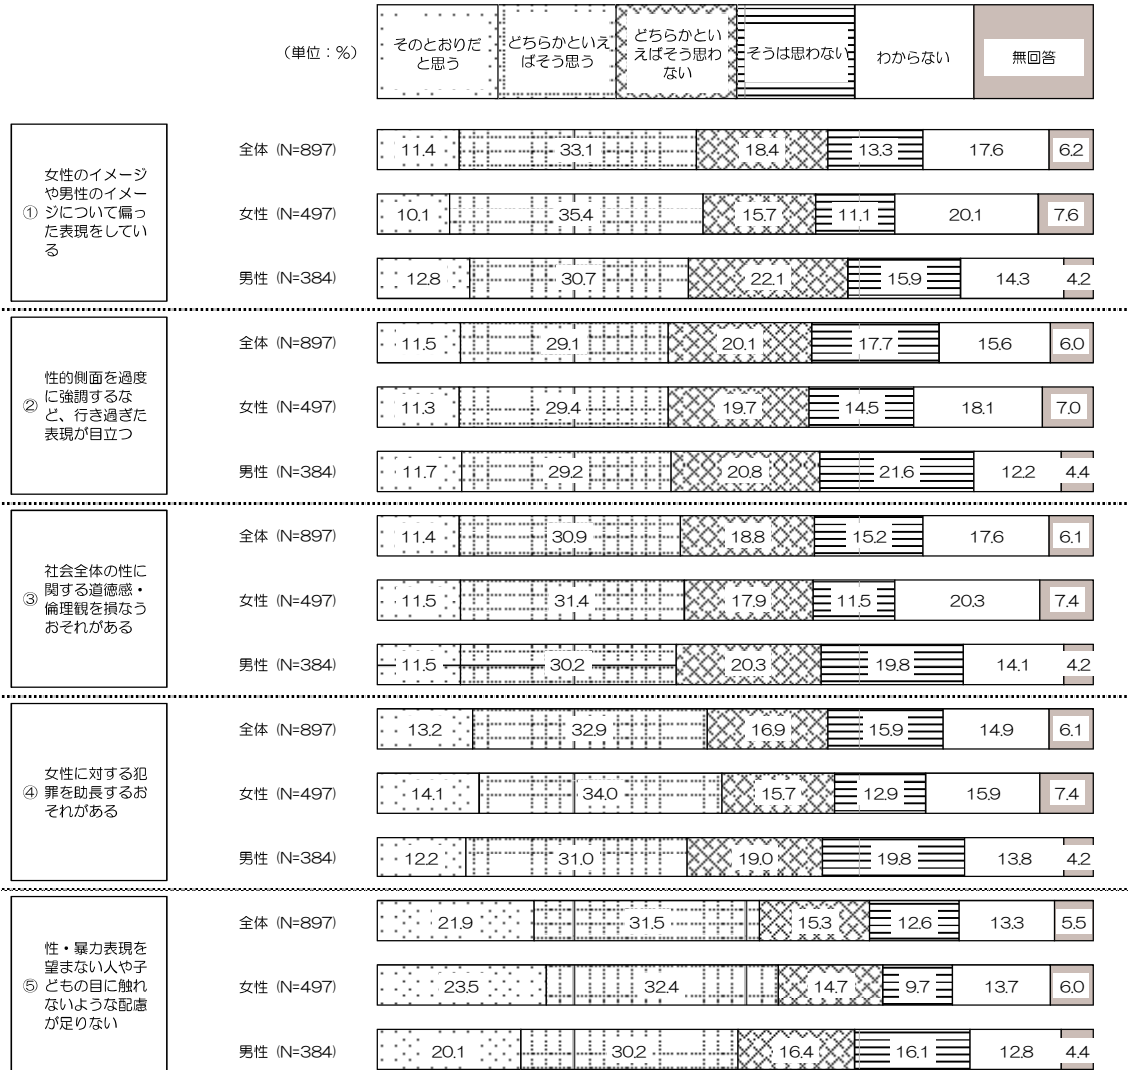 （単位：%）
そのとおりだと思う
どちらかといえばそう思う
どちらかといえばそう思わない
そうは思わない
わからない
無回答
① 女性のイメージ
や男性のイメー
ジについて偏っ
た表現をしてい
る
全体 (N=897) 11.4 33.1 18.4 13.3 17.6 6.2
女性 (N=497) 10.1 35.4 15.7 11.1 20.1 7.6
男性 (N=384) 12.8 30.7 22.1 15.9 14.3 4.2
② 性的側面を過度
に強調するな
ど、行き過ぎた
表現が目立つ
全体 (N=897) 11.5 29.1 20.1 17.7 15.6 6.0
女性 (N=497) 11.3 29.4 19.7 14.5 18.1 7.0
男性 (N=384) 11.7 29.2 20.8 21.6 12.2 4.4
③ 社会全体の性に
関する道徳感・
倫理観を損なう
おそれがある
全体 (N=897) 11.4 30.9 18.8 15.2 17.6 6.1
女性 (N=497) 11.5 31.4 17.9 11.5 20.3 7.4
男性 (N=384) 11.5 30.2 20.3 19.8 14.1 4.2
④ 女性に対する犯
罪を助長するお
それがある
全体 (N=897) 13.2 32.9 16.9 15.9 14.9 6.1
女性 (N=497) 14.1 34.0 15.7 12.9 15.9 7.4
男性 (N=384) 12.2 31.0 19.0 19.8 13.8 4.2
⑤ 性・暴力表現を
望まない人や子
どもの目に触れ
ないような配慮
が足りない
全体 (N=897) 21.9 31.5 15.3 12.6 13.3 5.5
女性 (N=497) 23.5 32.4 14.7 9.7 13.7 6.0
男性 (N=384) 20.1 30.2 16.4 16.1 12.8 4.4